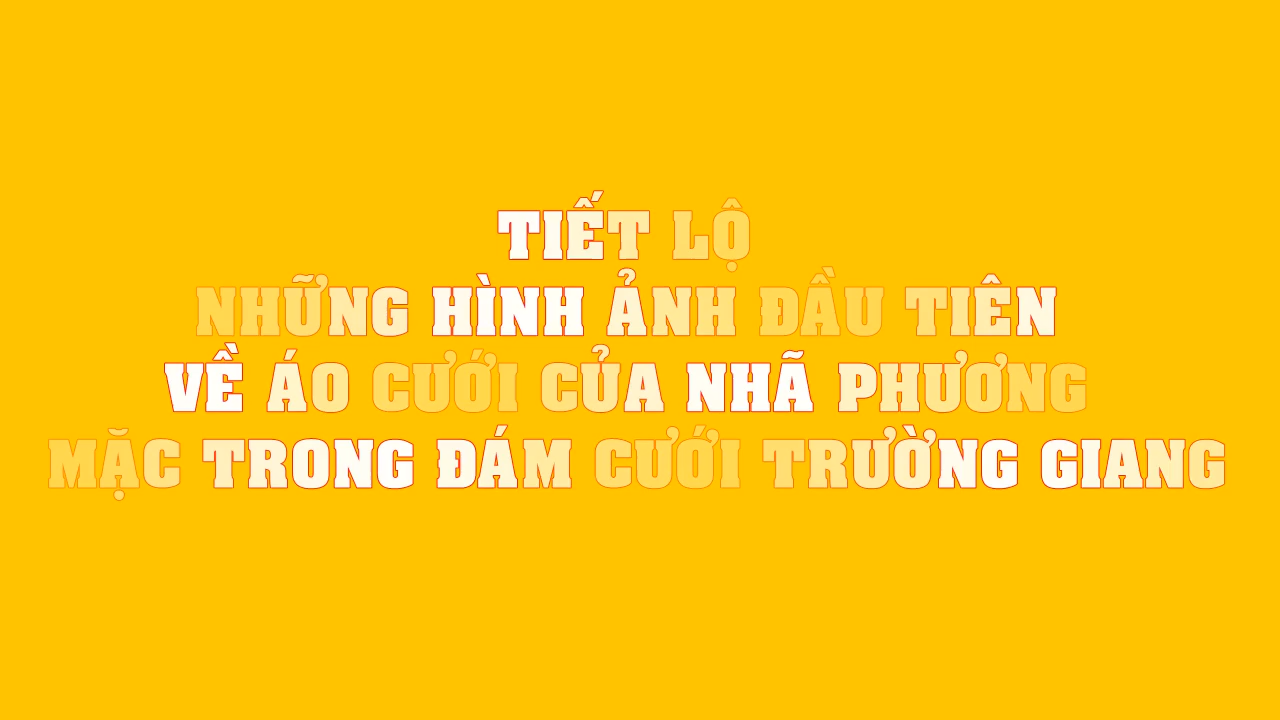 TIẾT LỘ
NHỮNG HÌNH ẢNH ĐẦU TIÊN
VỀ ÁO CƯỚI CỦA NHÃ PHƯƠNG
MẶC TRONG ĐÁM CƯỚI TRƯỜNG GIANG